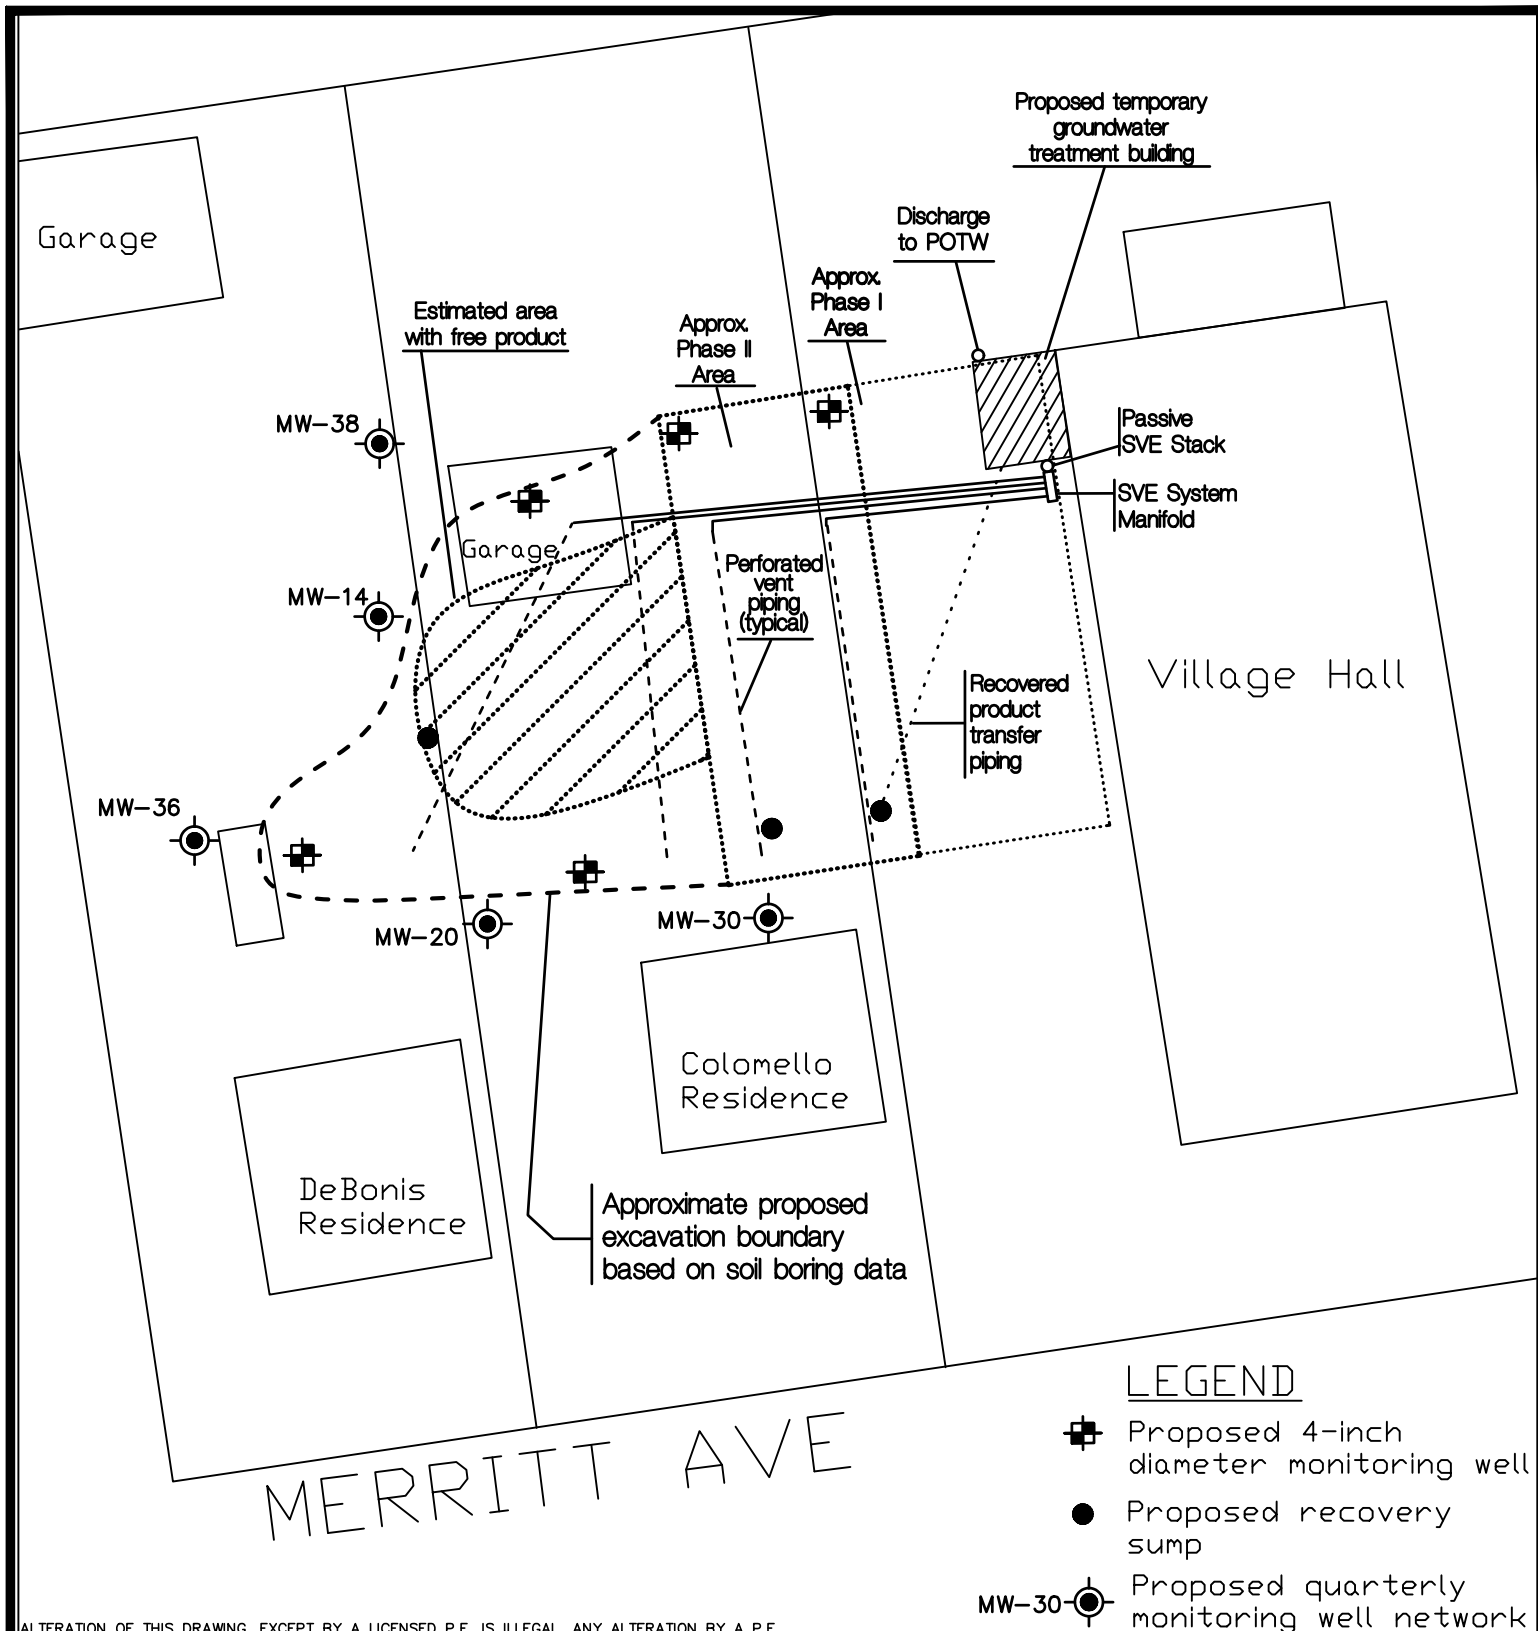 Proposed temporary
groundwater
treatment building
Discharge
to POTW
Garage
Approx.
Phase I
Area
Estimated area
with free product
Approx.
Phase II
Area
MW-38
Passive
SVE Stack
SVE System
Manifold
Garage
Perforated
vent
piping
(typical)
MW-14
Village Hall
Recovered
product
transfer
piping
MW-36
MW-20
MW-30
Colomello
Residence
DeBonis
Residence
Approximate proposed
excavation boundary
based on soil boring data
MERRITT AVE
LEGEND
Proposed 4-inch
diameter monitoring well
Proposed recovery
sump
MW-30
Proposed quarterly
monitoring well network
ALTERATION OF THIS DRAWING, EXCEPT BY A LICENSED P.E. IS ILLEGAL. ANY ALTERATION BY A P.E.